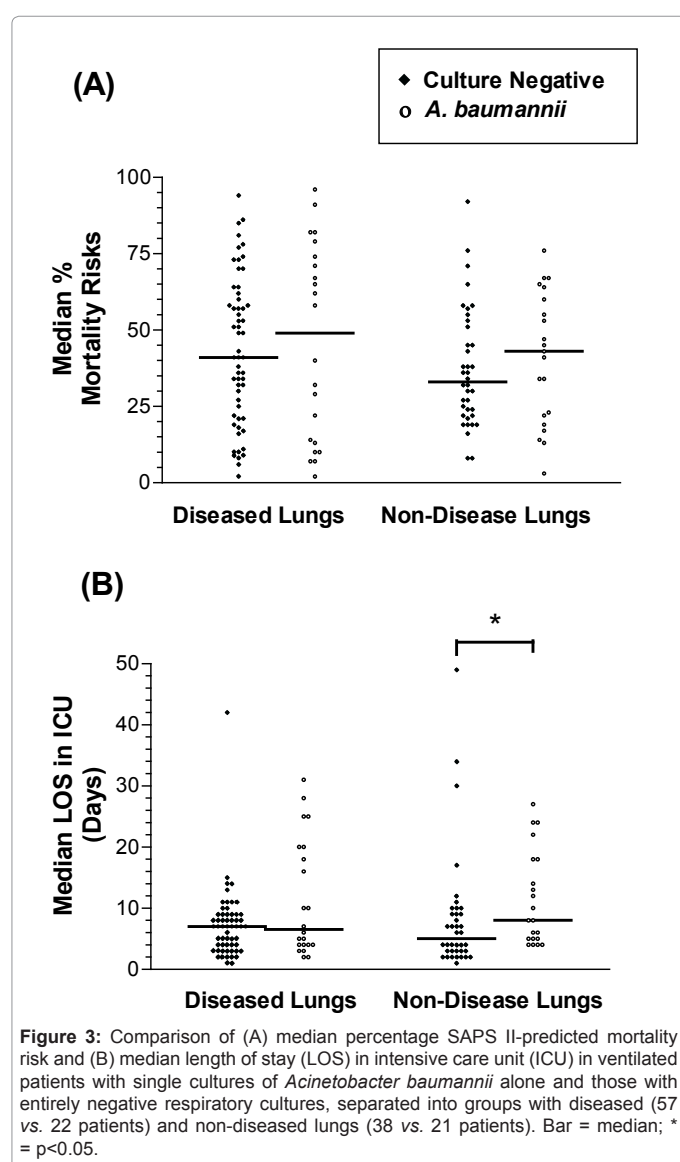 (A)
◆ Culture Negative
o A. baumannii
Median %
Mortality Risks
100
75
50
25
0
Diseased Lungs
Non-Disease Lungs
(B)
*
Median LOS in ICU
(Days)
50
40
30
20
10
0
Diseased Lungs
Non-Disease Lungs
Figure 3: Comparison of (A) median percentage SAPS II-predicted mortality
risk and (B) median length of stay (LOS) in intensive care unit (ICU) in ventilated
patients with single cultures of Acinetobacter baumannii alone and those with
entirely negative respiratory cultures, separated into groups with diseased (57
vs. 22 patients) and non-diseased lungs (38 vs. 21 patients). Bar = median; *
= p<0.05.